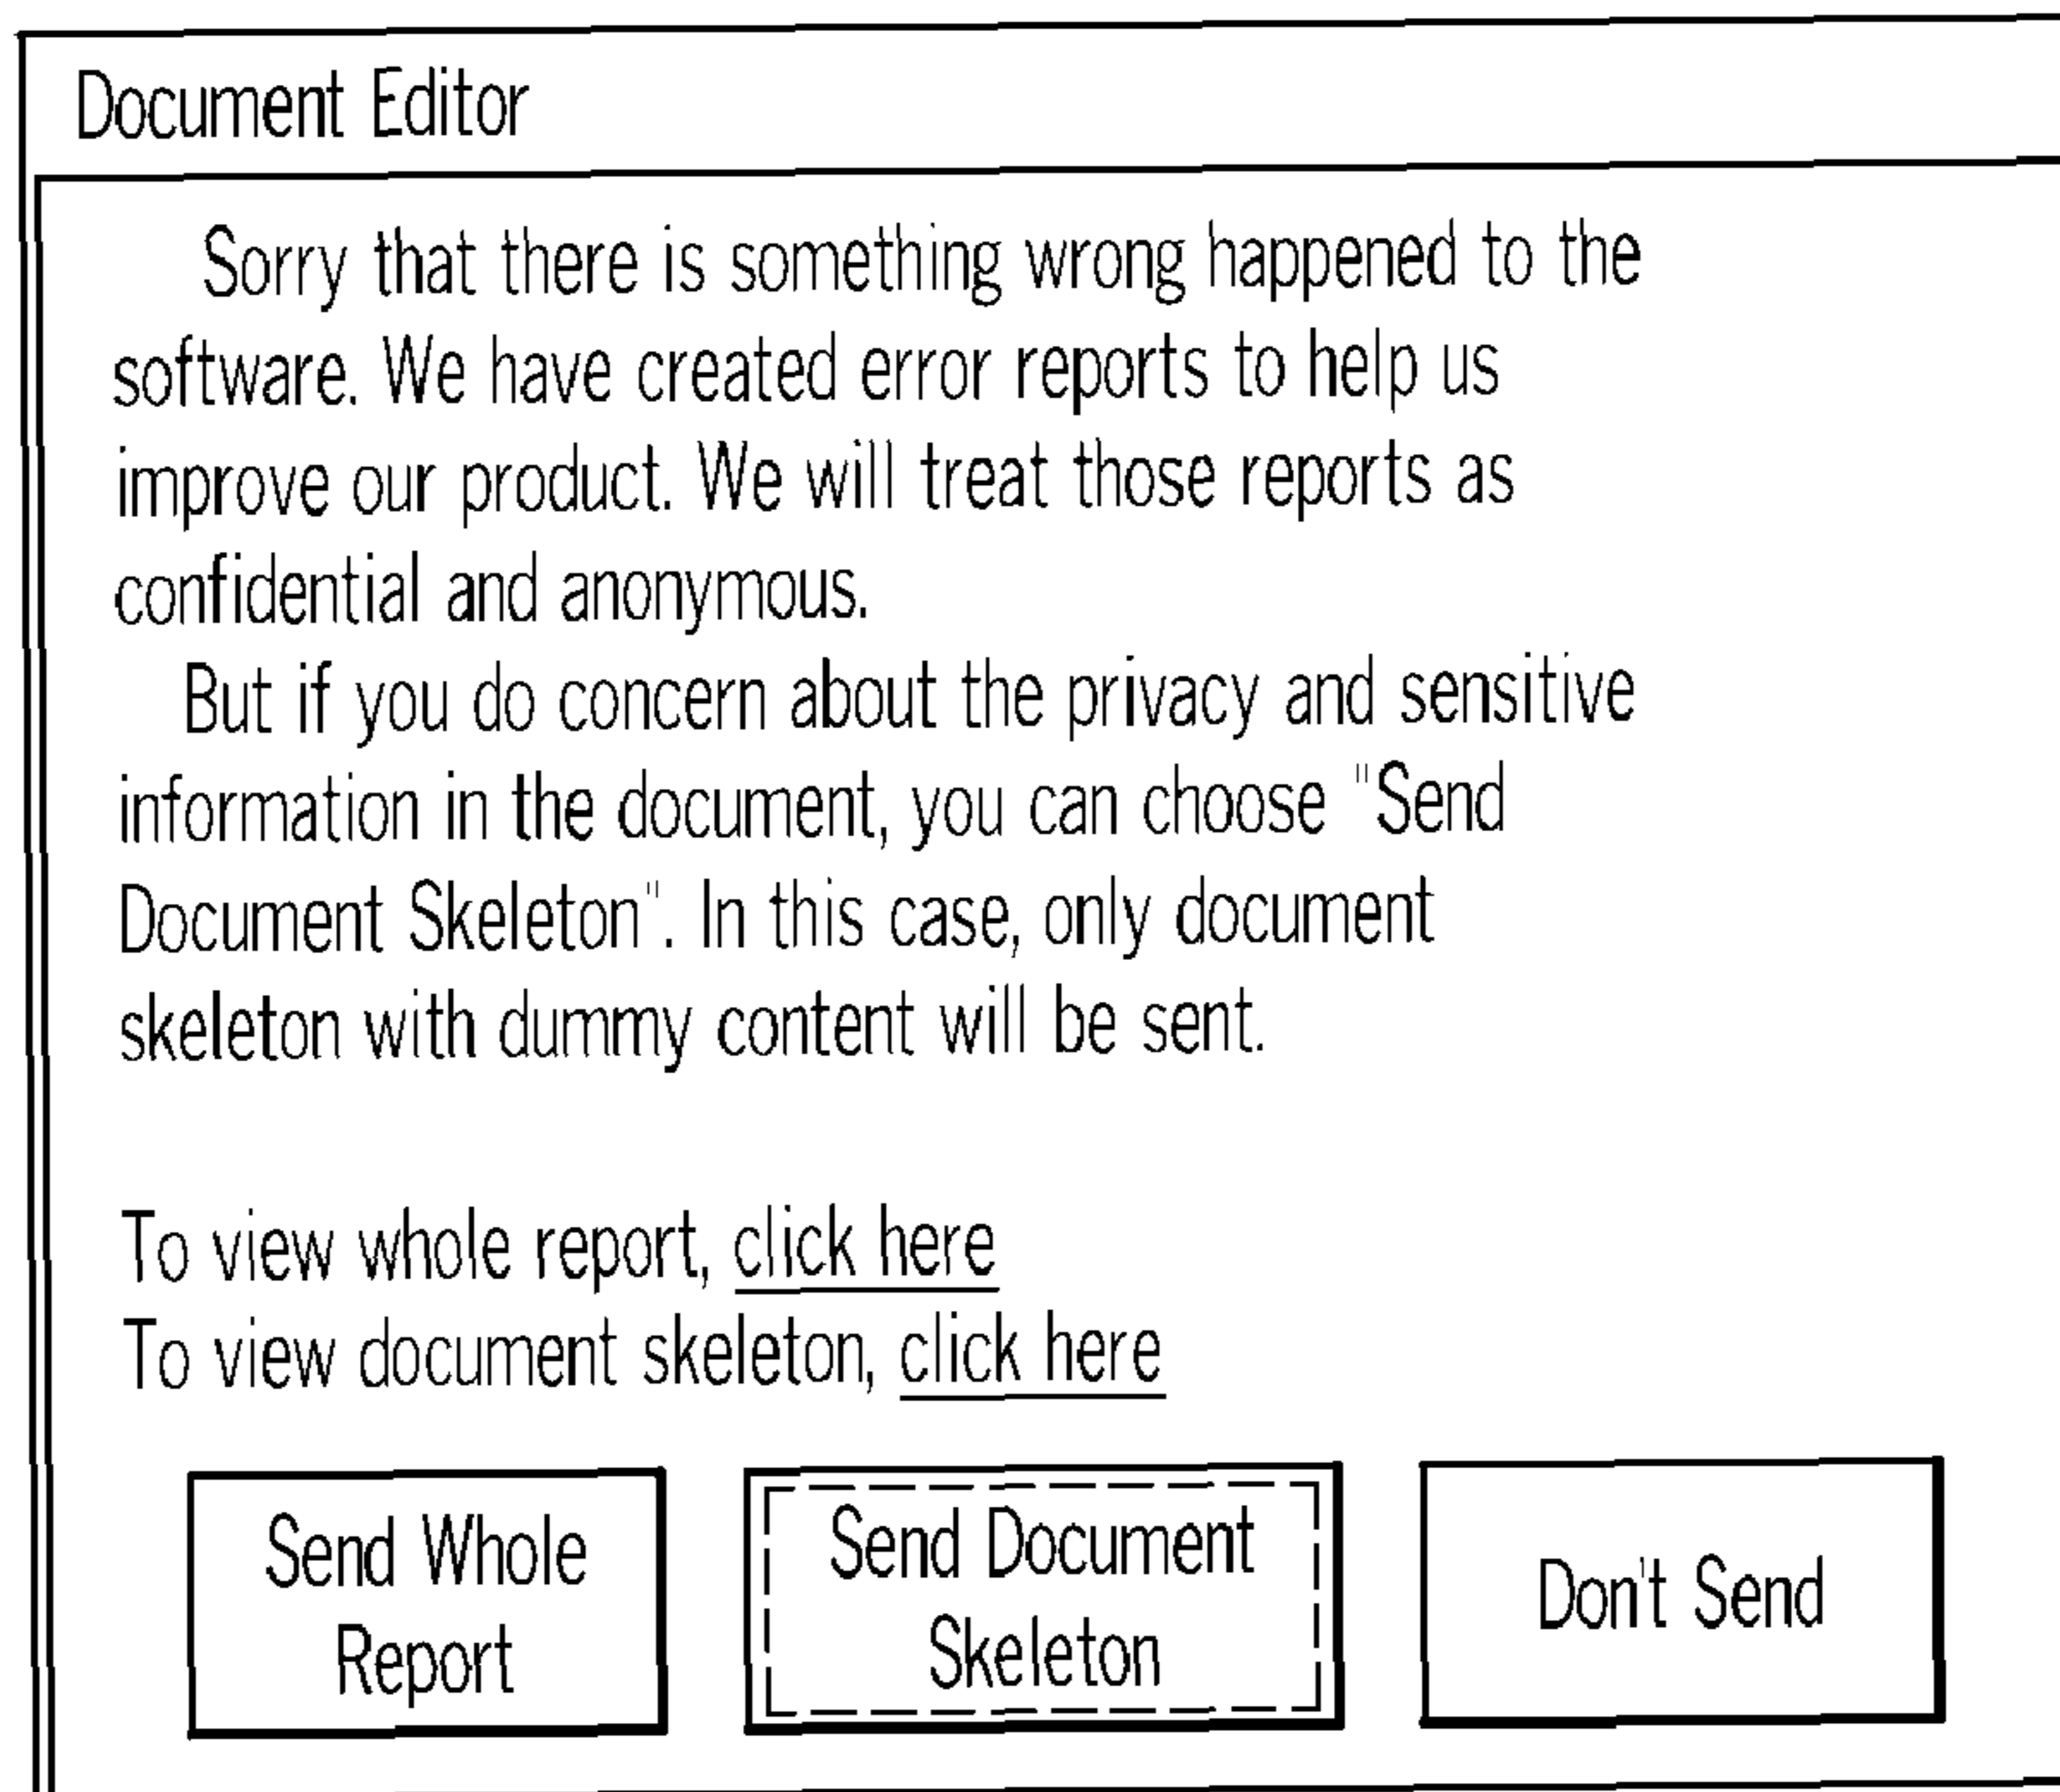 Document Editor
Sorry that there is something wrong happened to the
software. We have created error reports to help us
improve our product. We will treat those reports as
confidential and anonymous.
But if you do concern about the privacy and sensitive
information in the document, you can choose "Send
Document Skeleton". In this case, only document
skeleton with dummy content will be sent.
To view whole report, click here
To view document skeleton, click here
Send Whole
Report
Send Document
Skeleton
Don't Send